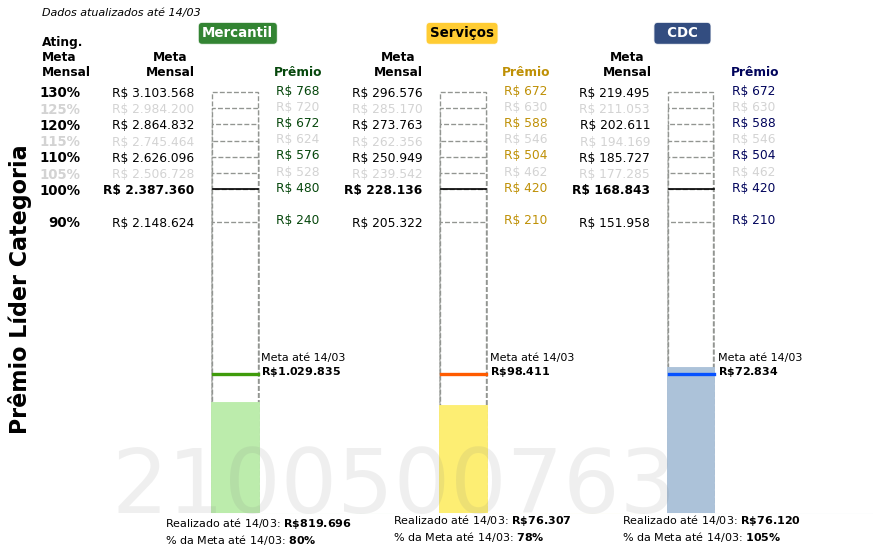 Dados atualizados até 14/03
Mercantil Serviços CDC
Ating. Meta Mensal Meta Mensal Prêmio Meta Mensal Prêmio Meta Mensal Prêmio
130% R$ 3.103.568 R$ 768 R$ 296.576 R$ 672 R$ 219.495 R$ 672
125% R$ 2.984.200 R$ 720 R$ 285.170 R$ 630 R$ 211.053 R$ 630
120% R$ 2.864.832 R$ 672 R$ 273.763 R$ 588 R$ 202.611 R$ 588
115% R$ 2.745.464 R$ 624 R$ 262.356 R$ 546 R$ 194.169 R$ 546
110% R$ 2.626.096 R$ 576 R$ 250.949 R$ 504 R$ 185.727 R$ 504
105% R$ 2.506.728 R$ 528 R$ 239.542 R$ 462 R$ 177.285 R$ 462
100% R$ 2.387.360 R$ 480 R$ 228.136 R$ 420 R$ 168.843 R$ 420
90% R$ 2.148.624 R$ 240 R$ 205.322 R$ 210 R$ 151.958 R$ 210
Prêmio Líder Categoria
Meta até 14/03 Meta até 14/03 Meta até 14/03
R$1.029.835 R$98.411 R$72.834
2100500763
Realizado até 14/03: R$819.696 Realizado até 14/03: R$76.307 Realizado até 14/03: R$76.120
% da Meta até 14/03: 80% % da Meta até 14/03: 78% % da Meta até 14/03: 105%